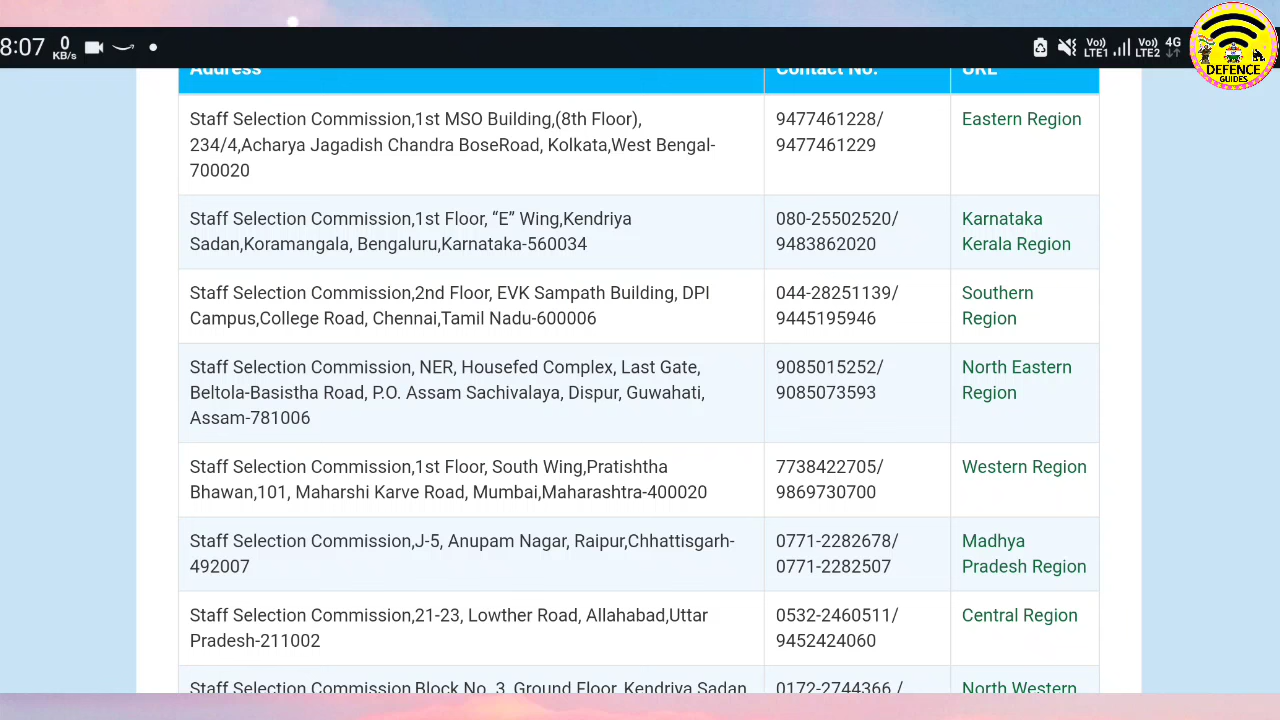 8:07 0 KB/s Vo) LTE1 Vo) LTE2 4G
DEFENCE
GUIDES
Address Contact No. URL
Staff Selection Commission,1st MSO Building,(8th Floor), 9477461228/ Eastern Region
234/4,Acharya Jagadish Chandra BoseRoad, Kolkata,West Bengal- 9477461229
700020
Staff Selection Commission,1st Floor, “E” Wing,Kendriya 080-25502520/ Karnataka
Sadan,Koramangala, Bengaluru,Karnataka-560034 9483862020 Kerala Region
Staff Selection Commission,2nd Floor, EVK Sampath Building, DPI 044-28251139/ Southern
Campus,College Road, Chennai,Tamil Nadu-600006 9445195946 Region
Staff Selection Commission, NER, Housefed Complex, Last Gate, 9085015252/ North Eastern
Beltola-Basistha Road, P.O. Assam Sachivalaya, Dispur, Guwahati, 9085073593 Region
Assam-781006
Staff Selection Commission,1st Floor, South Wing,Pratishtha 7738422705/ Western Region
Bhawan,101, Maharshi Karve Road, Mumbai,Maharashtra-400020 9869730700
Staff Selection Commission,J-5, Anupam Nagar, Raipur,Chhattisgarh- 0771-2282678/ Madhya
492007 0771-2282507 Pradesh Region
Staff Selection Commission,21-23, Lowther Road, Allahabad,Uttar 0532-2460511/ Central Region
Pradesh-211002 9452424060
Staff Selection Commission,Block No. 3, Ground Floor, Kendriya Sadan 0172-2744366 / North Western